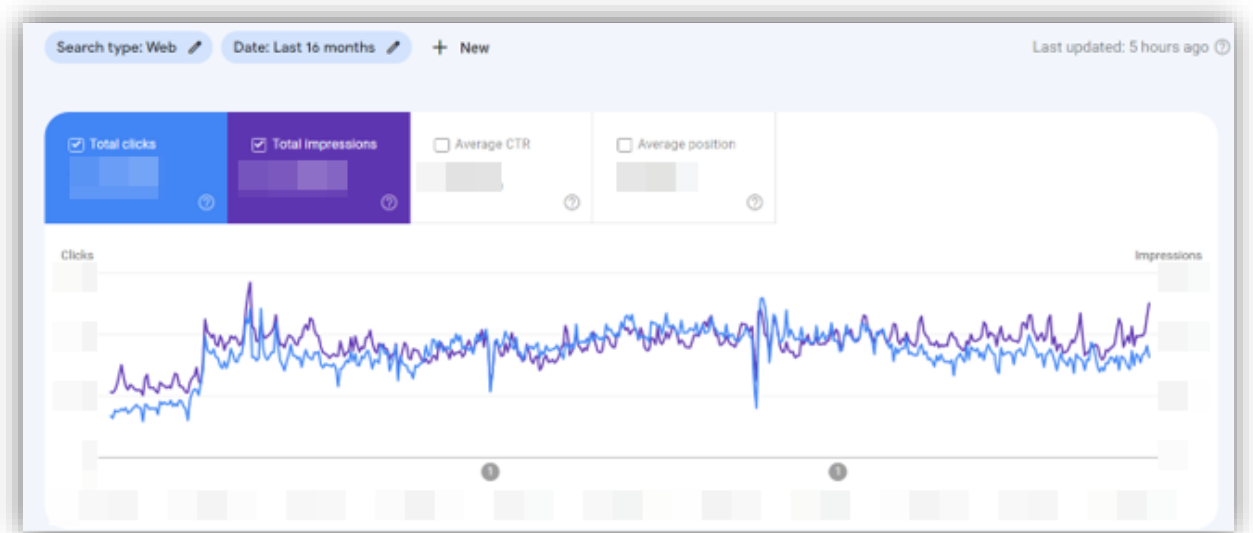 Search type: Web Date: Last 16 months + New Last updated: 5 hours ago
Total clicks Total impressions Average CTR Average position
Clicks Impressions
1 1